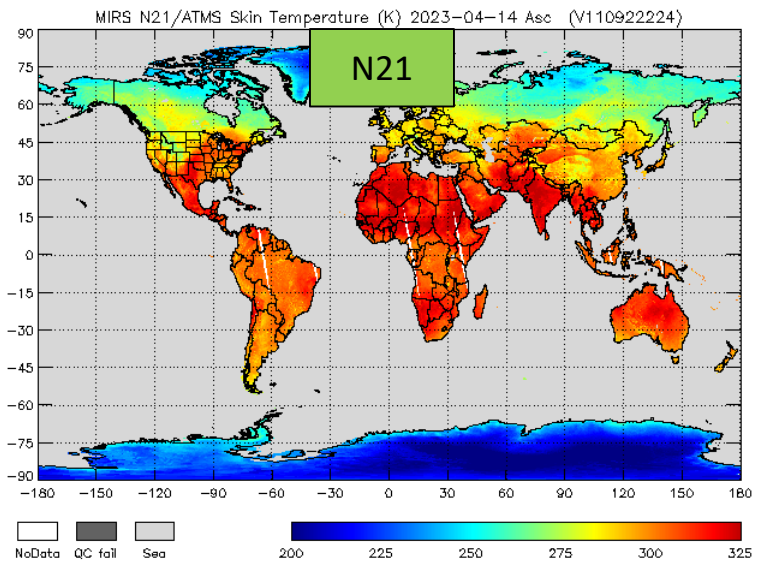 MIRS N21/ATMS Skin Temperature (K) 2023-04-14 Asc (V110922224)
N21
90
75
60
45
30
15
0
-15
-30
-45
-60
-75
-90
-180 -150 -120 -90 -60 -30 0 30 60 90 120 150 180
NoData QC fail Sea
200 225 250 275 300 325